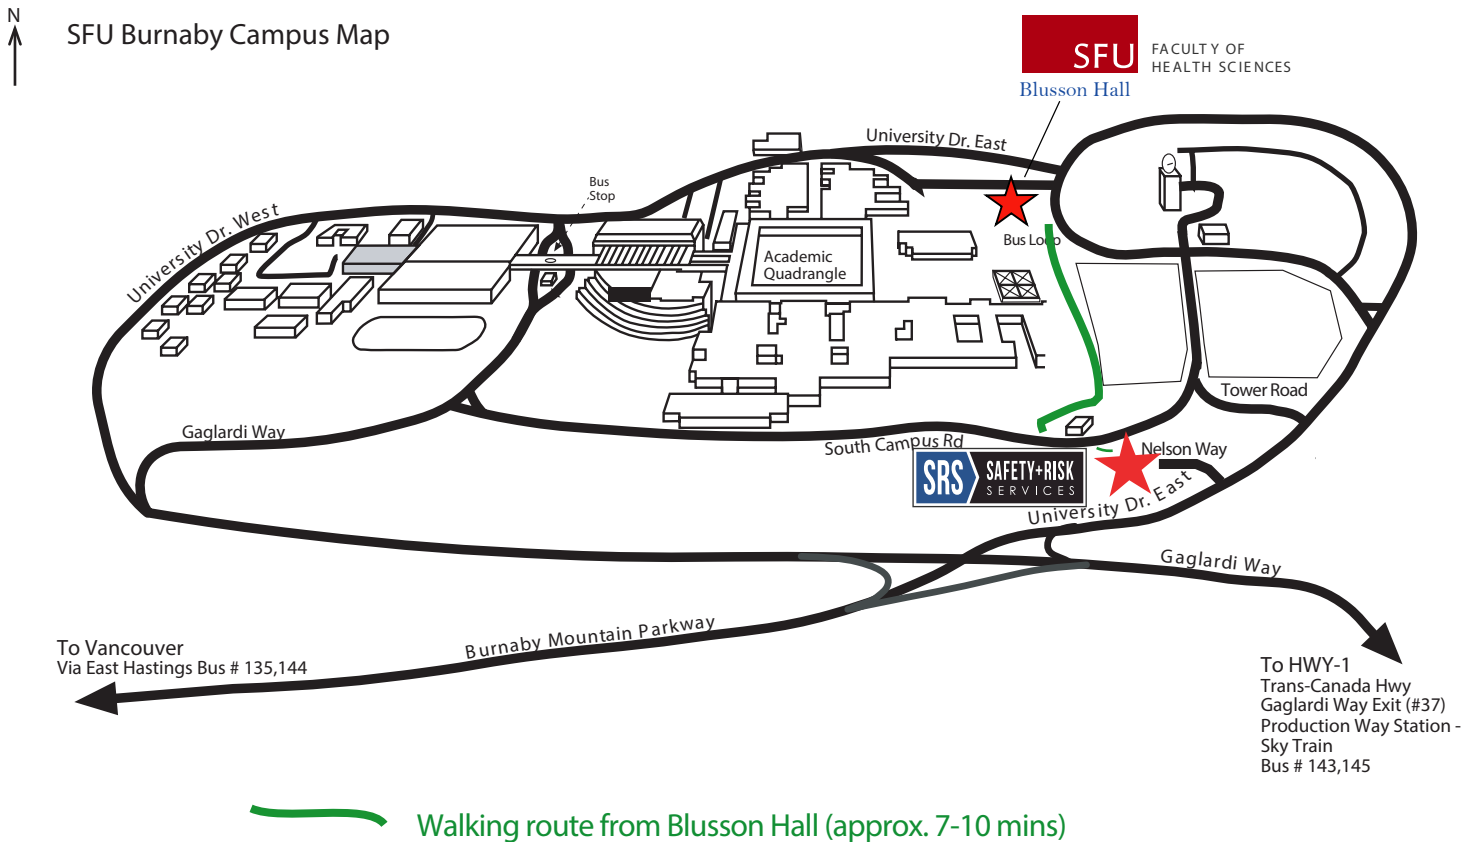 N
SFU Burnaby Campus Map
SFU
FACULTY OF
HEALTH SCIENCES
Blusson Hall
University Dr. East
Bus
Stop
University Dr. West
Bus Loop
Academic
Quadrangle
Tower Road
Gaglardi Way
South Campus Rd
Nelson Way
SRS
SAFETY+RISK
SERVICES
University Dr. East
Gaglardi Way
Burnaby Mountain Parkway
To Vancouver
Via East Hastings Bus # 135,144
To HWY-1
Trans-Canada Hwy
Gaglardi Way Exit (#37)
Production Way Station -
Sky Train
Bus # 143,145
Walking route from Blusson Hall (approx. 7-10 mins)